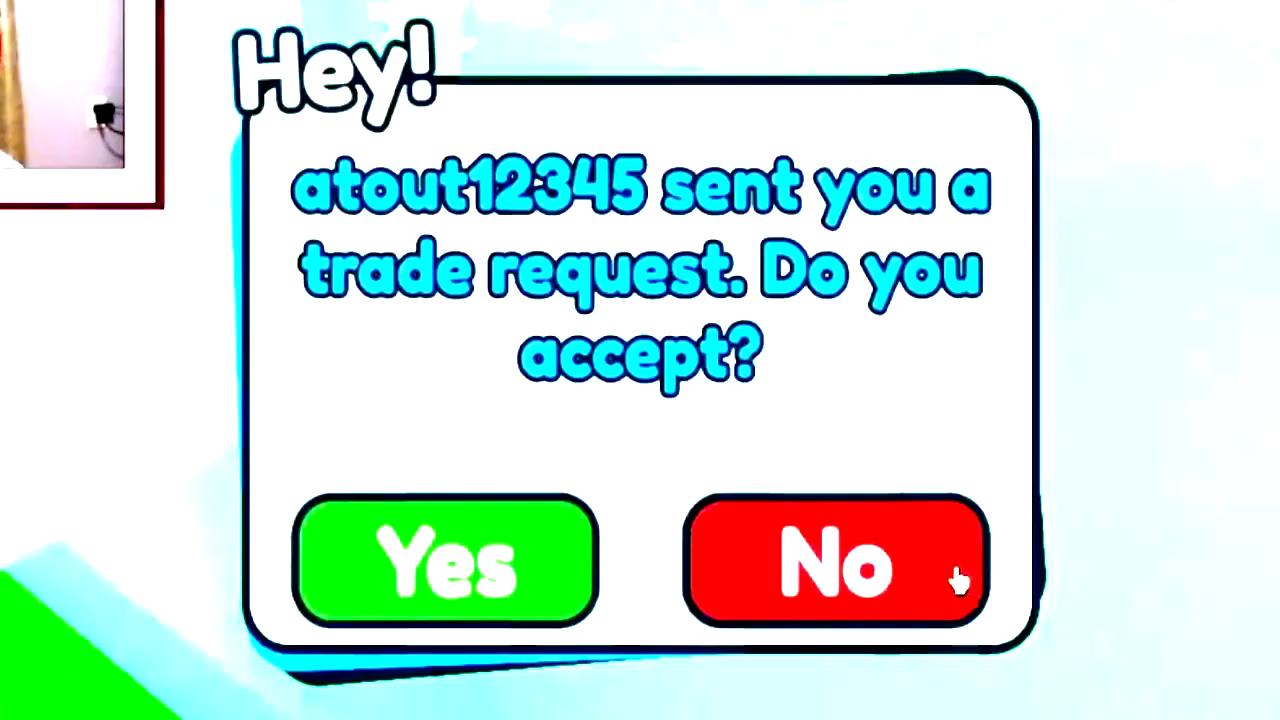 Hey!
atout12345 sent you a
trade request. Do you
accept?
Yes
No